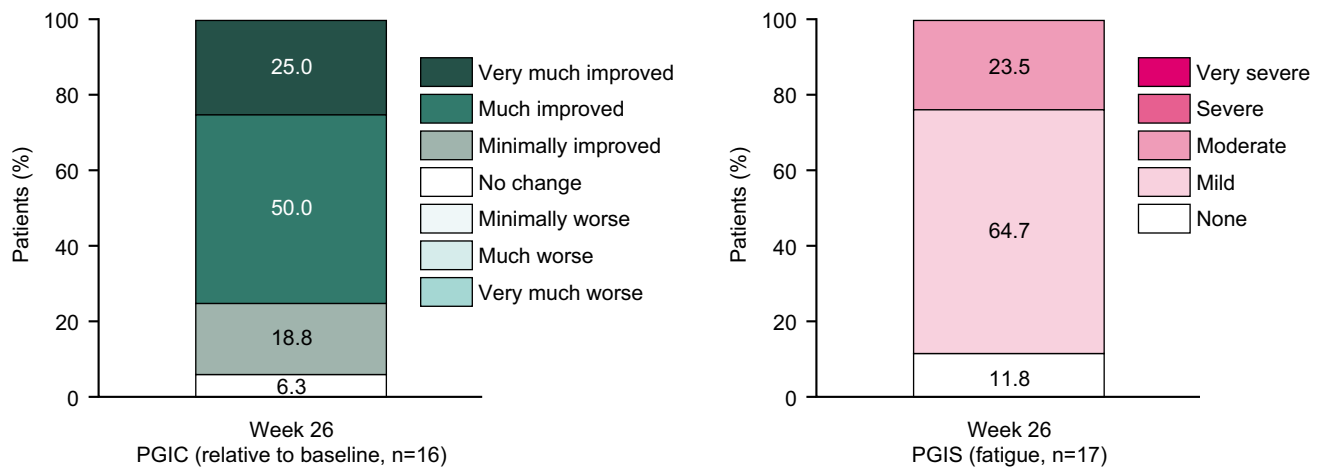 100
80
60
40
20
0
Patients (%)
25.0
50.0
18.8
6.3
Very much improved
Much improved
Minimally improved
No change
Minimally worse
Much worse
Very much worse
Week 26
PGIC (relative to baseline, n=16)
100
80
60
40
20
0
Patients (%)
23.5
64.7
11.8
Very severe
Severe
Moderate
Mild
None
Week 26
PGIS (fatigue, n=17)